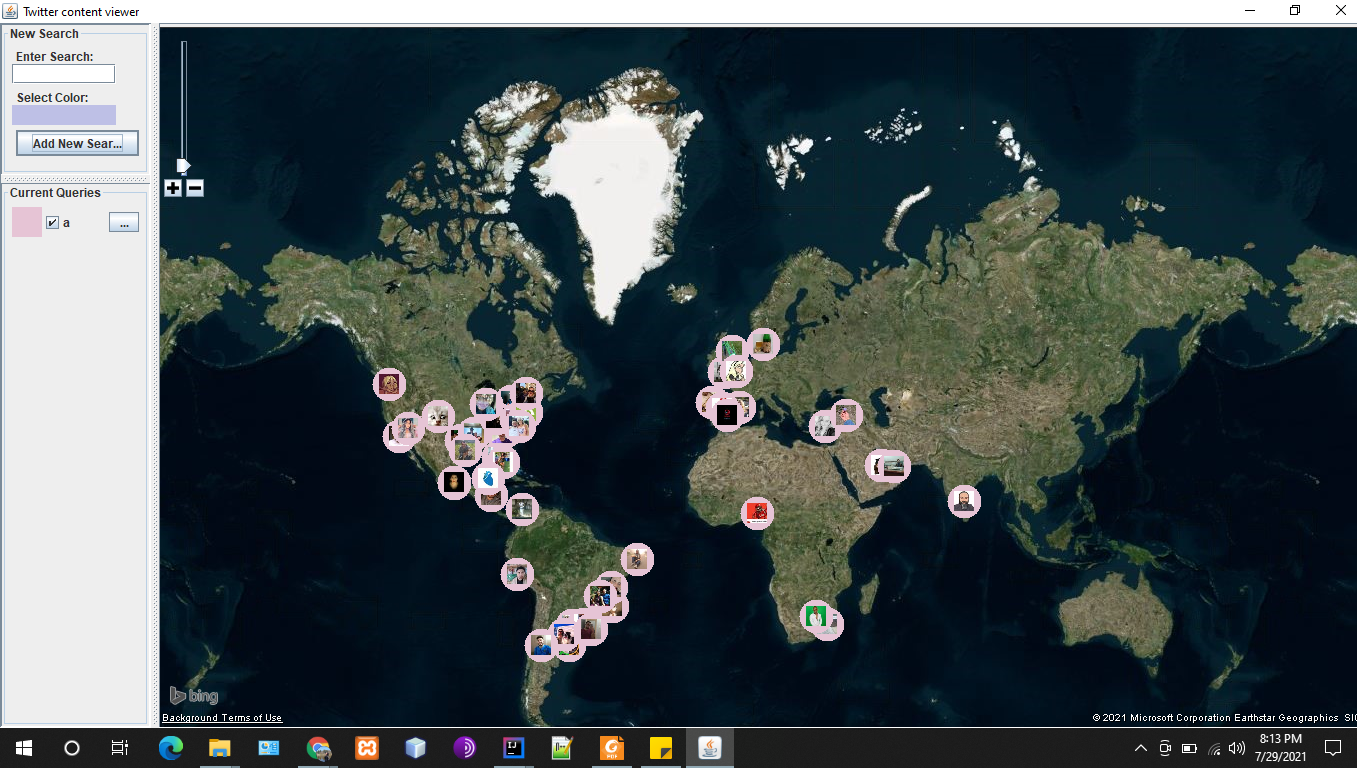 Twitter content viewer
New Search
Enter Search:
Select Color:
Add New Sear...
Current Queries
a
...
bing
Background Terms of Use
© 2021 Microsoft Corporation Earthstar Geographics SIO
8:13 PM
7/29/2021